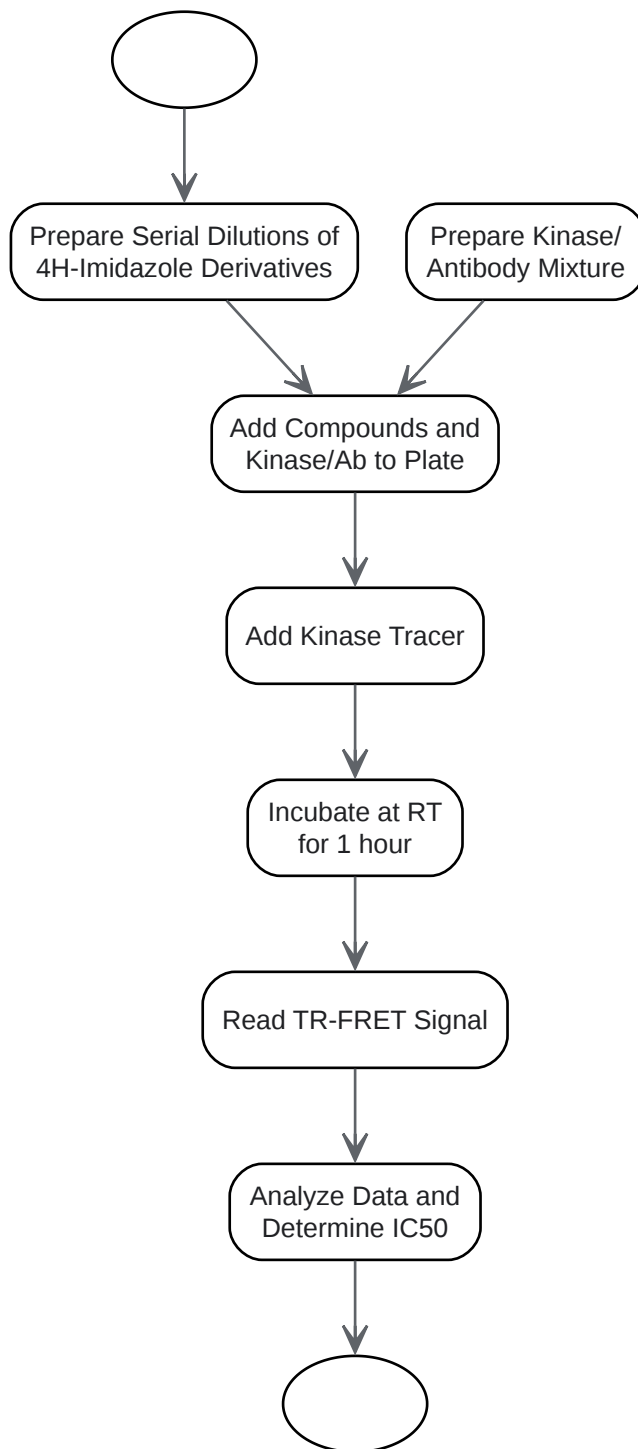 Prepare Serial Dilutions of
4H-Imidazole Derivatives
Prepare Kinase/
Antibody Mixture
Add Compounds and
Kinase/Ab to Plate
Add Kinase Tracer
Incubate at RT
for 1 hour
Read TR-FRET Signal
Analyze Data and
Determine IC50